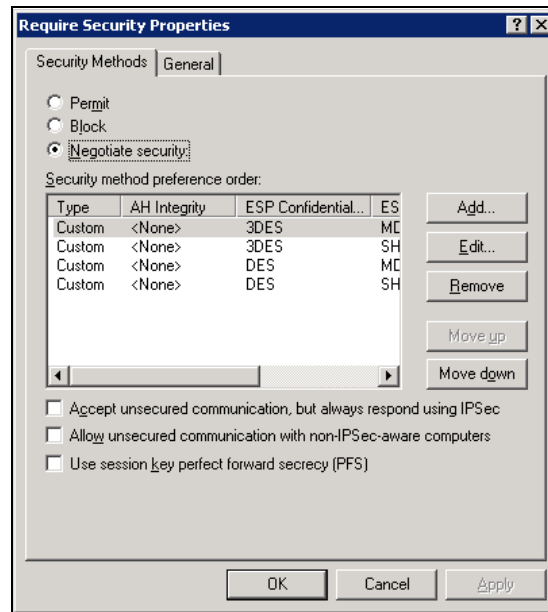 Require Security Properties
Security Methods General
Permit
Block
Negotiate security:
Security method preference order:
Type AH Integrity ESP Confidential... ES
Custom <None> 3DES MD
Custom <None> 3DES SH
Custom <None> DES MD
Custom <None> DES SH
Add...
Edit...
Remove
Move up
Move down
Accept unsecured communication, but always respond using IPSec
Allow unsecured communication with non-IPSec-aware computers
Use session key perfect forward secrecy (PFS)
OK Cancel Apply